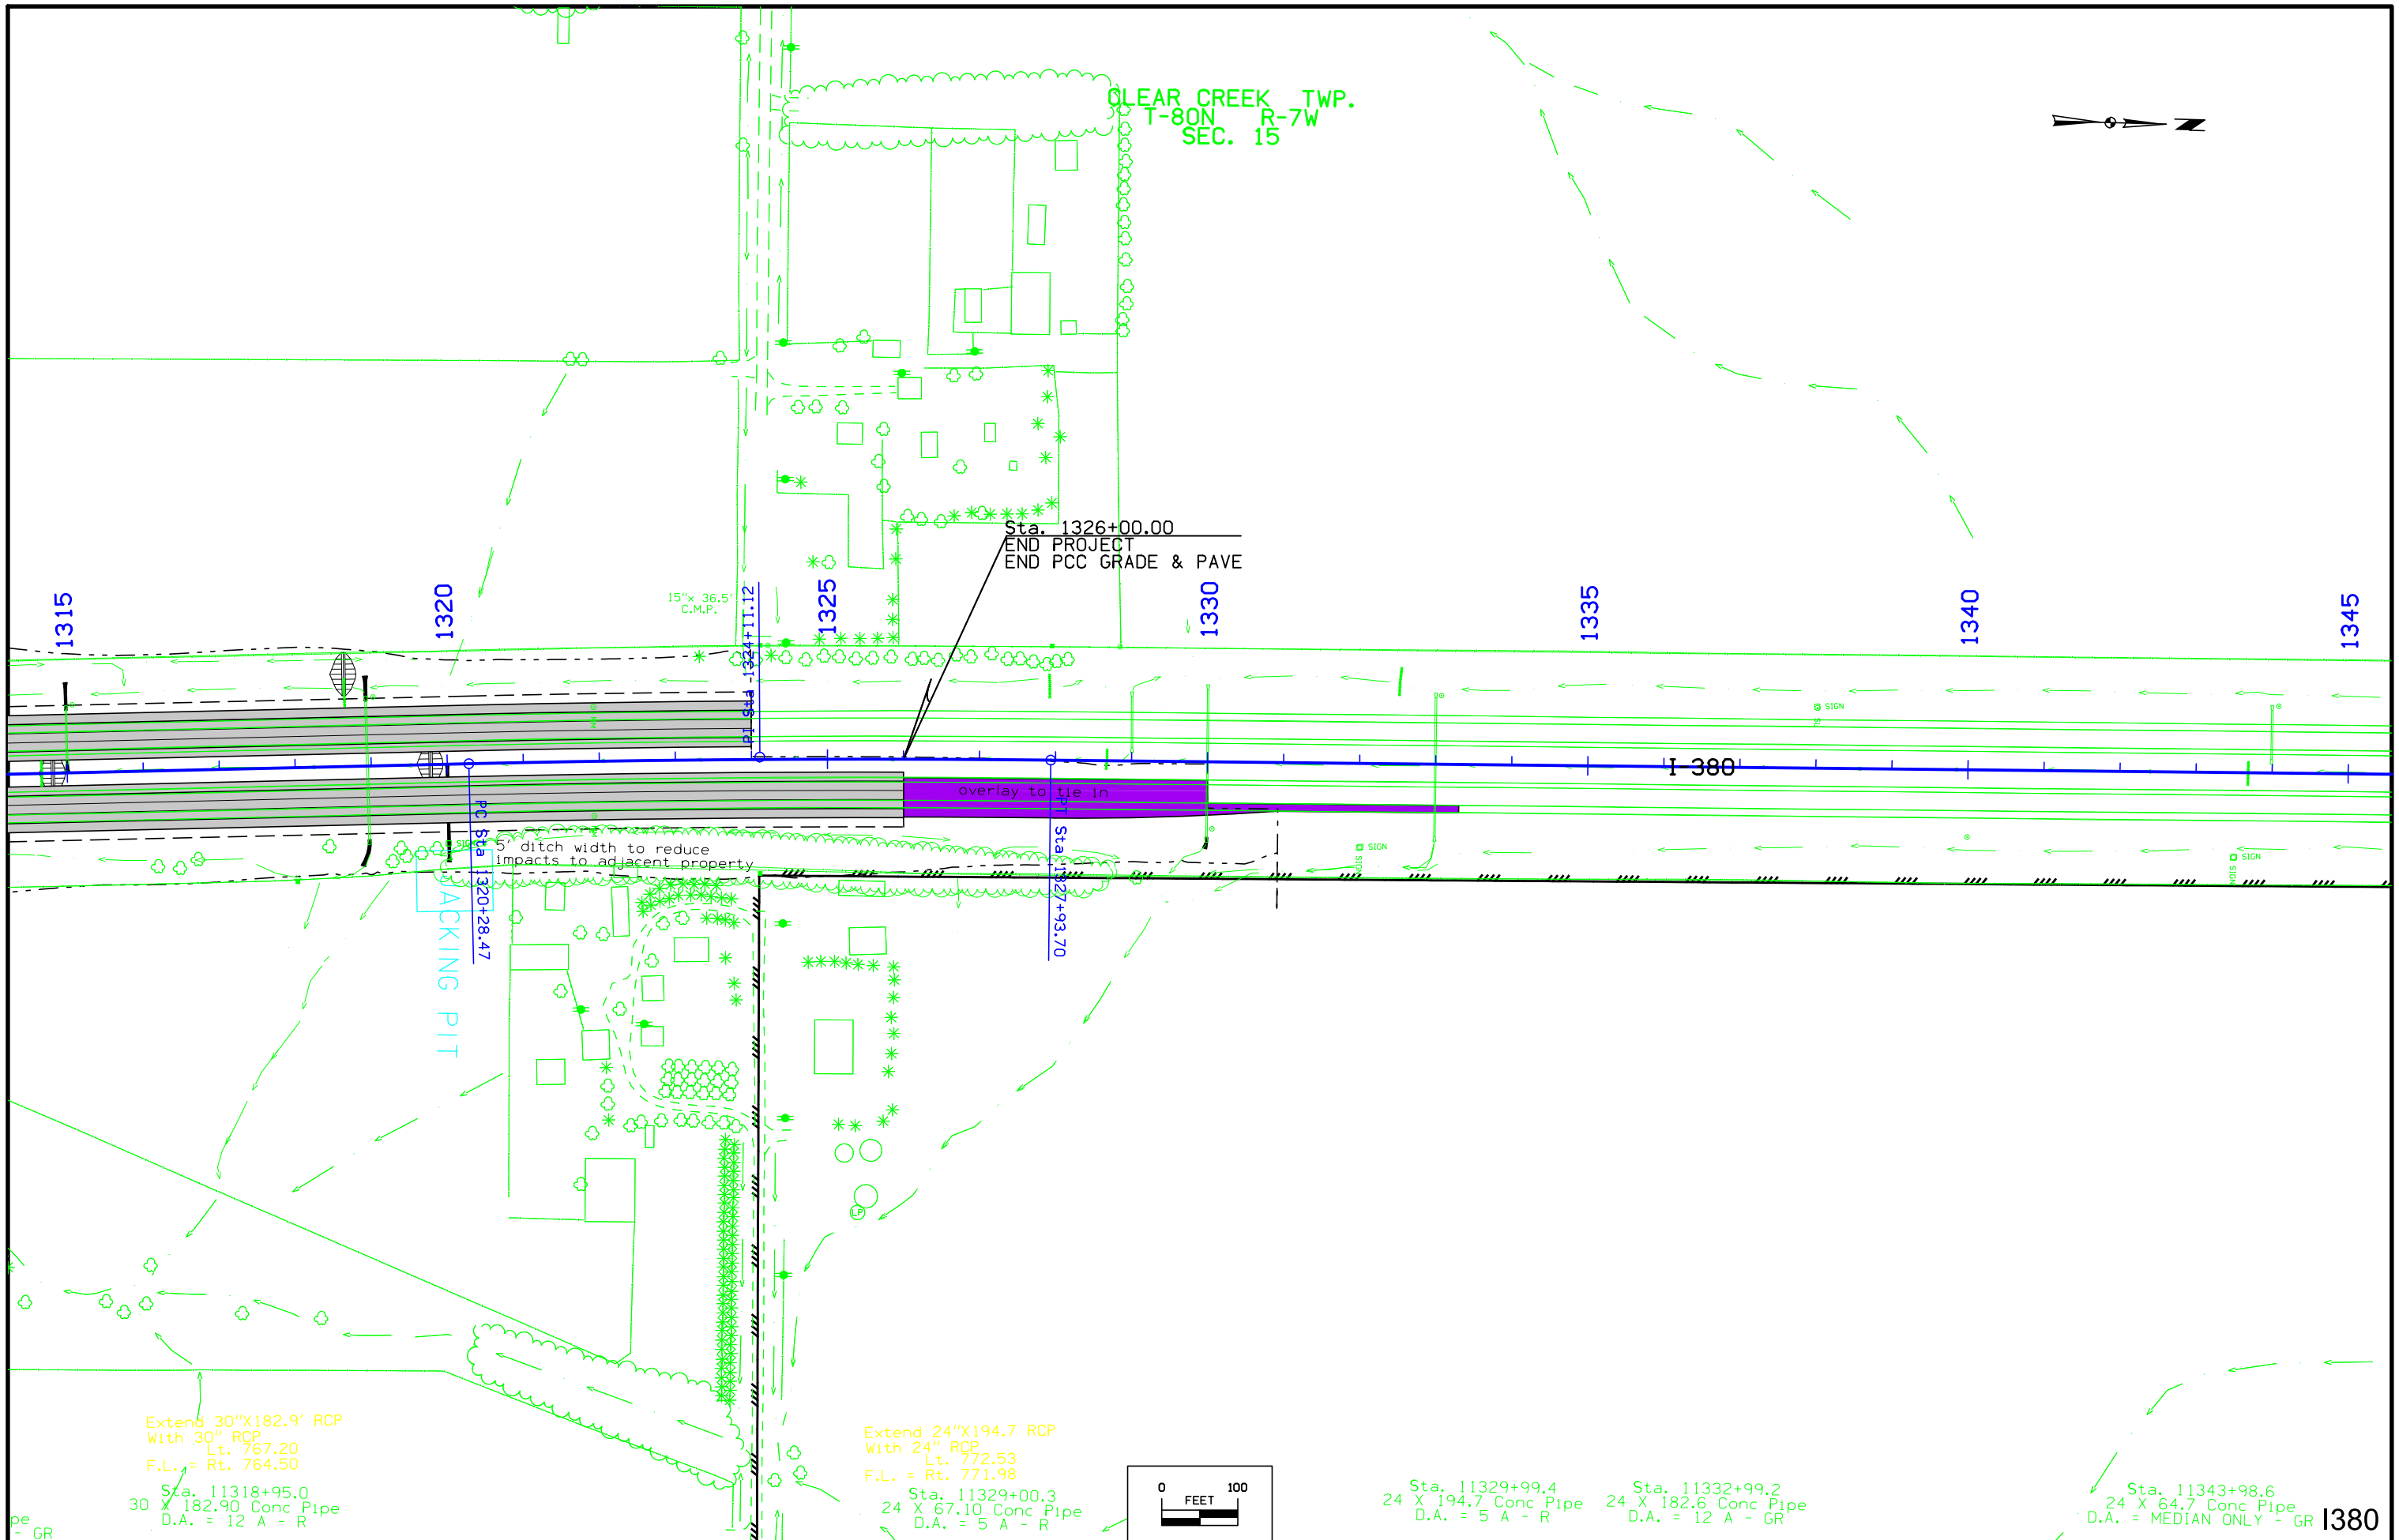 CLEAR CREEK TWP.
T-80N R-7W
SEC. 15
N
Sta. 1326+00.00
END PROJECT
END PCC GRADE & PAVE
15"x 36.5'
C.M.P.
1315
1320
1325
1330
1335
1340
1345
PI Sta 1324+11.12
SIGN
I-380
overlay to tie in
PC Sta 1320+28.47
PT Sta 1327+93.70
5' ditch width to reduce
impacts to adjacent property
SIGN
SIGN
SIGN
JACKING PIT
LP
Extend 30"X182.9' RCP
With 30" RCP
Lt. 767.20
F.L. = Rt. 764.50
Sta. 11318+95.0
30 X 182.90 Conc Pipe
D.A. = 12 A - R
pe
- GR
Extend 24"X194.7 RCP
With 24" RCP
Lt. 772.53
F.L. = Rt. 771.98
Sta. 11329+00.3
24 X 67.10 Conc Pipe
D.A. = 5 A - R
0 100
FEET
Sta. 11329+99.4
24 X 194.7 Conc Pipe
D.A. = 5 A - R
Sta. 11332+99.2
24 X 182.6 Conc Pipe
D.A. = 12 A - GR
Sta. 11343+98.6
24 X 64.7 Conc Pipe
D.A. = MEDIAN ONLY - GR
I380